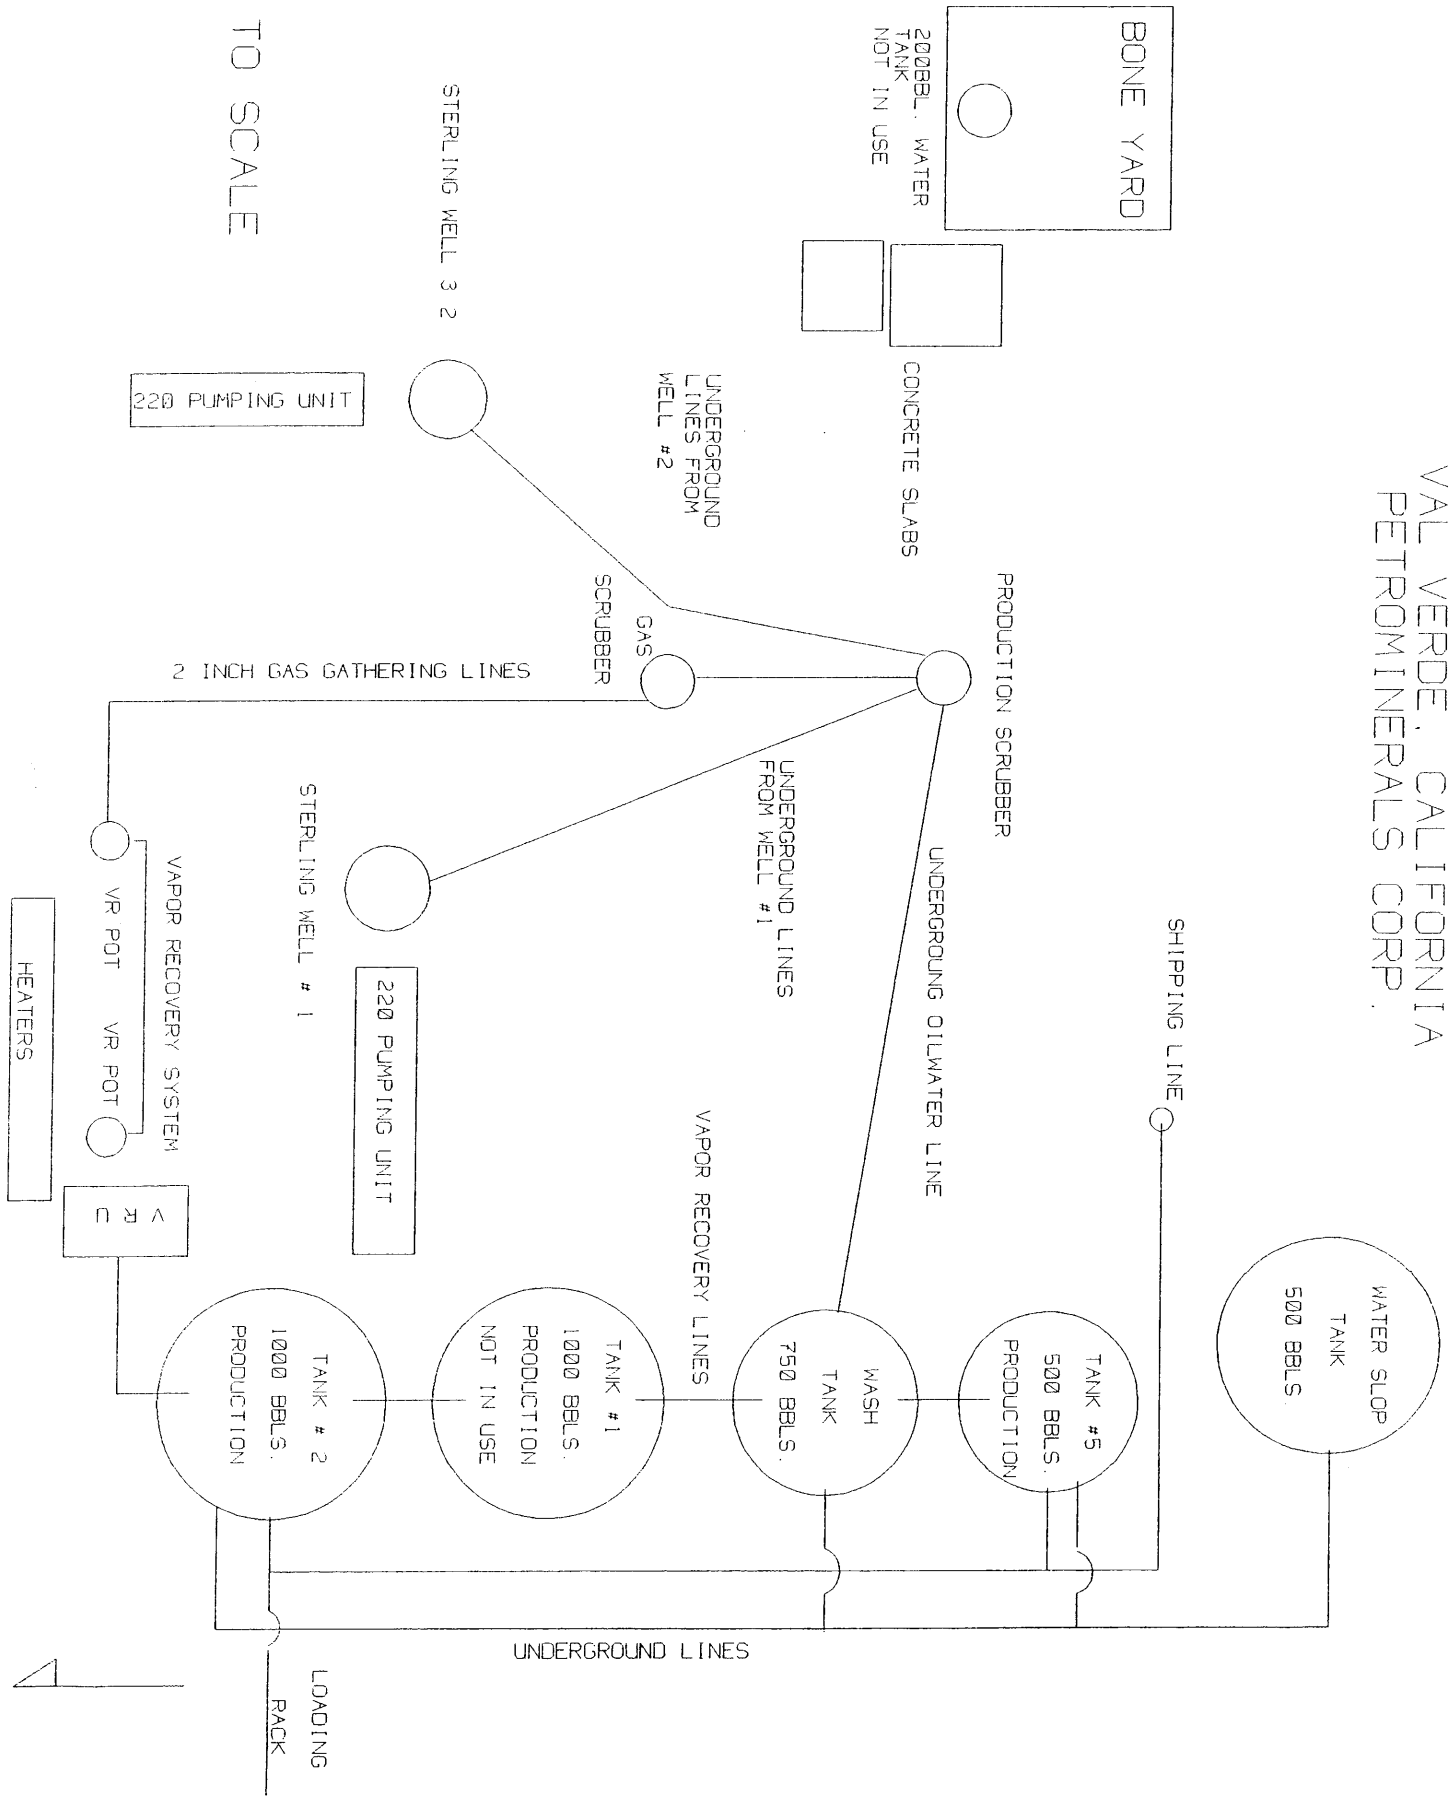 VAL VERDE, CALIFORNIA
PETROMINERALS CORP.
BONE YARD
200BBL. WATER
TANK
NOT IN USE
CONCRETE SLABS
TO SCALE
STERLING WELL 3 2
220 PUMPING UNIT
UNDERGROUND
LINES FROM
WELL #2
PRODUCTION SCRUBBER
GAS
SCRUBBER
2 INCH GAS GATHERING LINES
UNDERGROUND LINES
FROM WELL #1
UNDERGROUNG OILWATER LINE
STERLING WELL # 1
220 PUMPING UNIT
VAPOR RECOVERY SYSTEM
VR POT
VR POT
HEATERS
V R U
VAPOR RECOVERY LINES
SHIPPING LINE
WATER SLOP
TANK
500 BBLS.
TANK #5
500 BBLS.
PRODUCTION
WASH
TANK
750 BBLS.
TANK #1
1000 BBLS.
PRODUCTION
NOT IN USE
TANK # 2
1000 BBLS.
PRODUCTION
UNDERGROUND LINES
LOADING
RACK